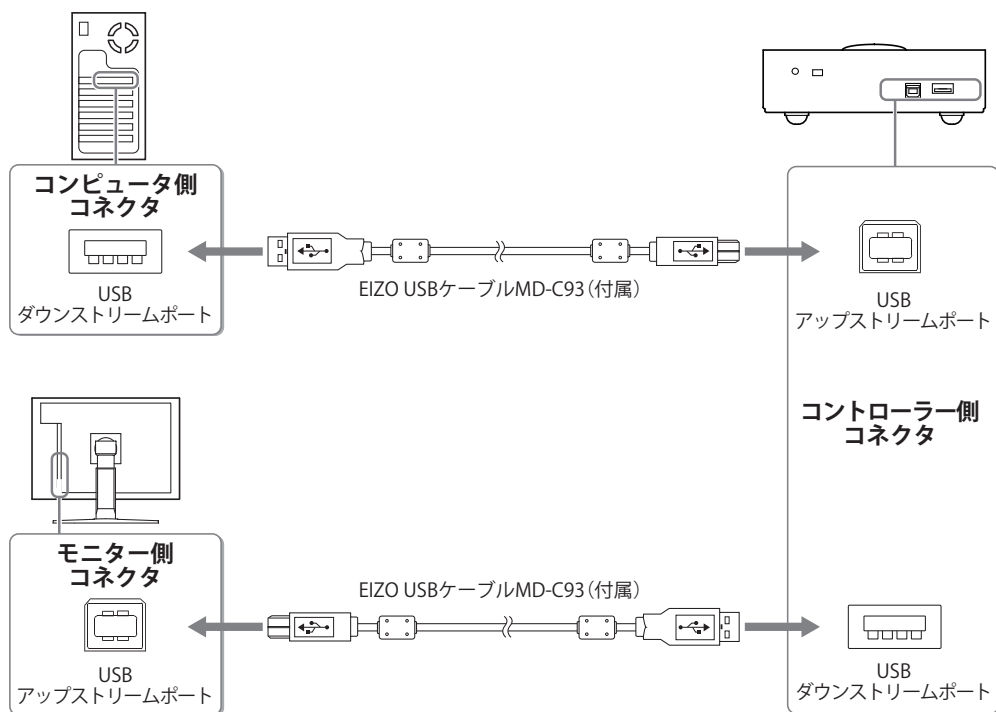 コンピュータ側
コネクタ
USB
ダウンストリームポート
EIZO USBケーブルMD-C93（付属）
USB
アップストリームポート
コントローラー側
コネクタ
モニター側
コネクタ
USB
アップストリームポート
EIZO USBケーブルMD-C93（付属）
USB
ダウンストリームポート